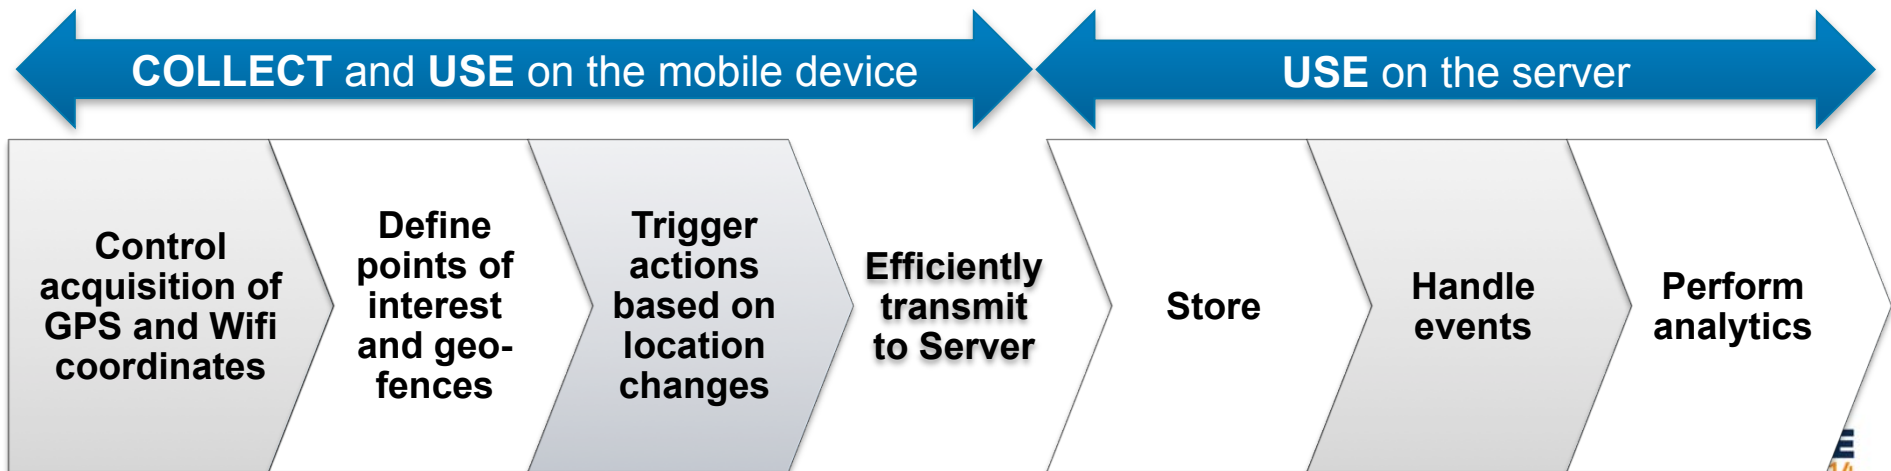 COLLECT and USE on the mobile device
USE on the server
Control
acquisition of
GPS and Wifi
coordinates
Define
points of
interest
and geo-
fences
Trigger
actions
based on
location
changes
Efficiently
transmit
to Server
Store
Handle
events
Perform
analytics
E
14